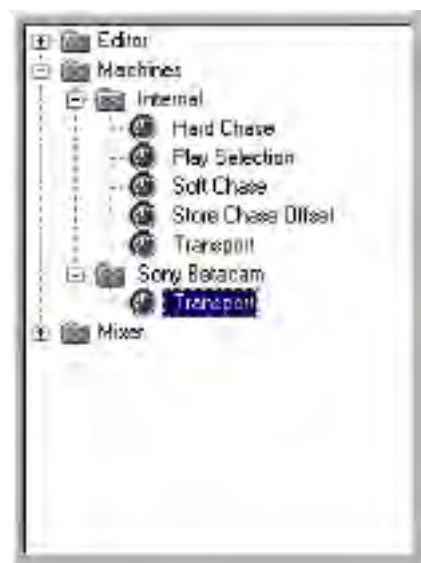 Editor
Machines
Internal
Hard Chase
Play Selection
Soft Chase
Store Chase Offset
Transport
Sony Betacam
Transport
Mixer